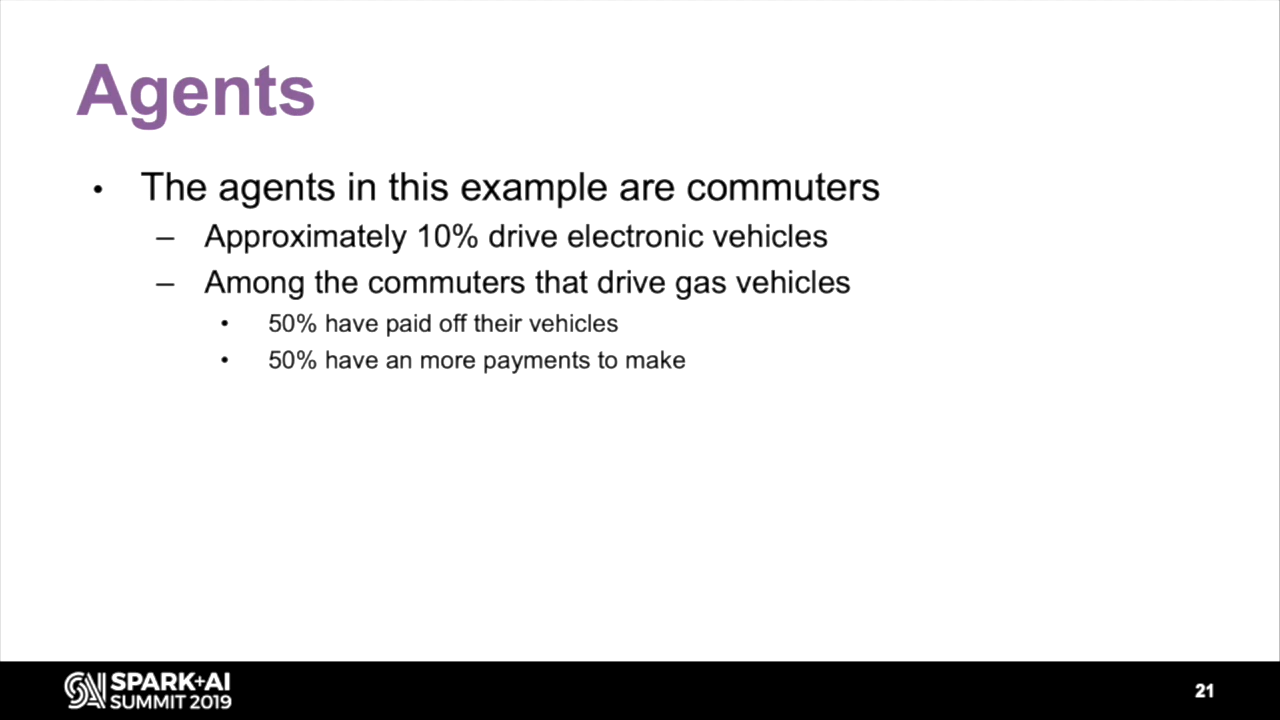 Agents
• The agents in this example are commuters
– Approximately 10% drive electronic vehicles
– Among the commuters that drive gas vehicles
• 50% have paid off their vehicles
• 50% have an more payments to make
SPARK+AI
SUMMIT 2019
21